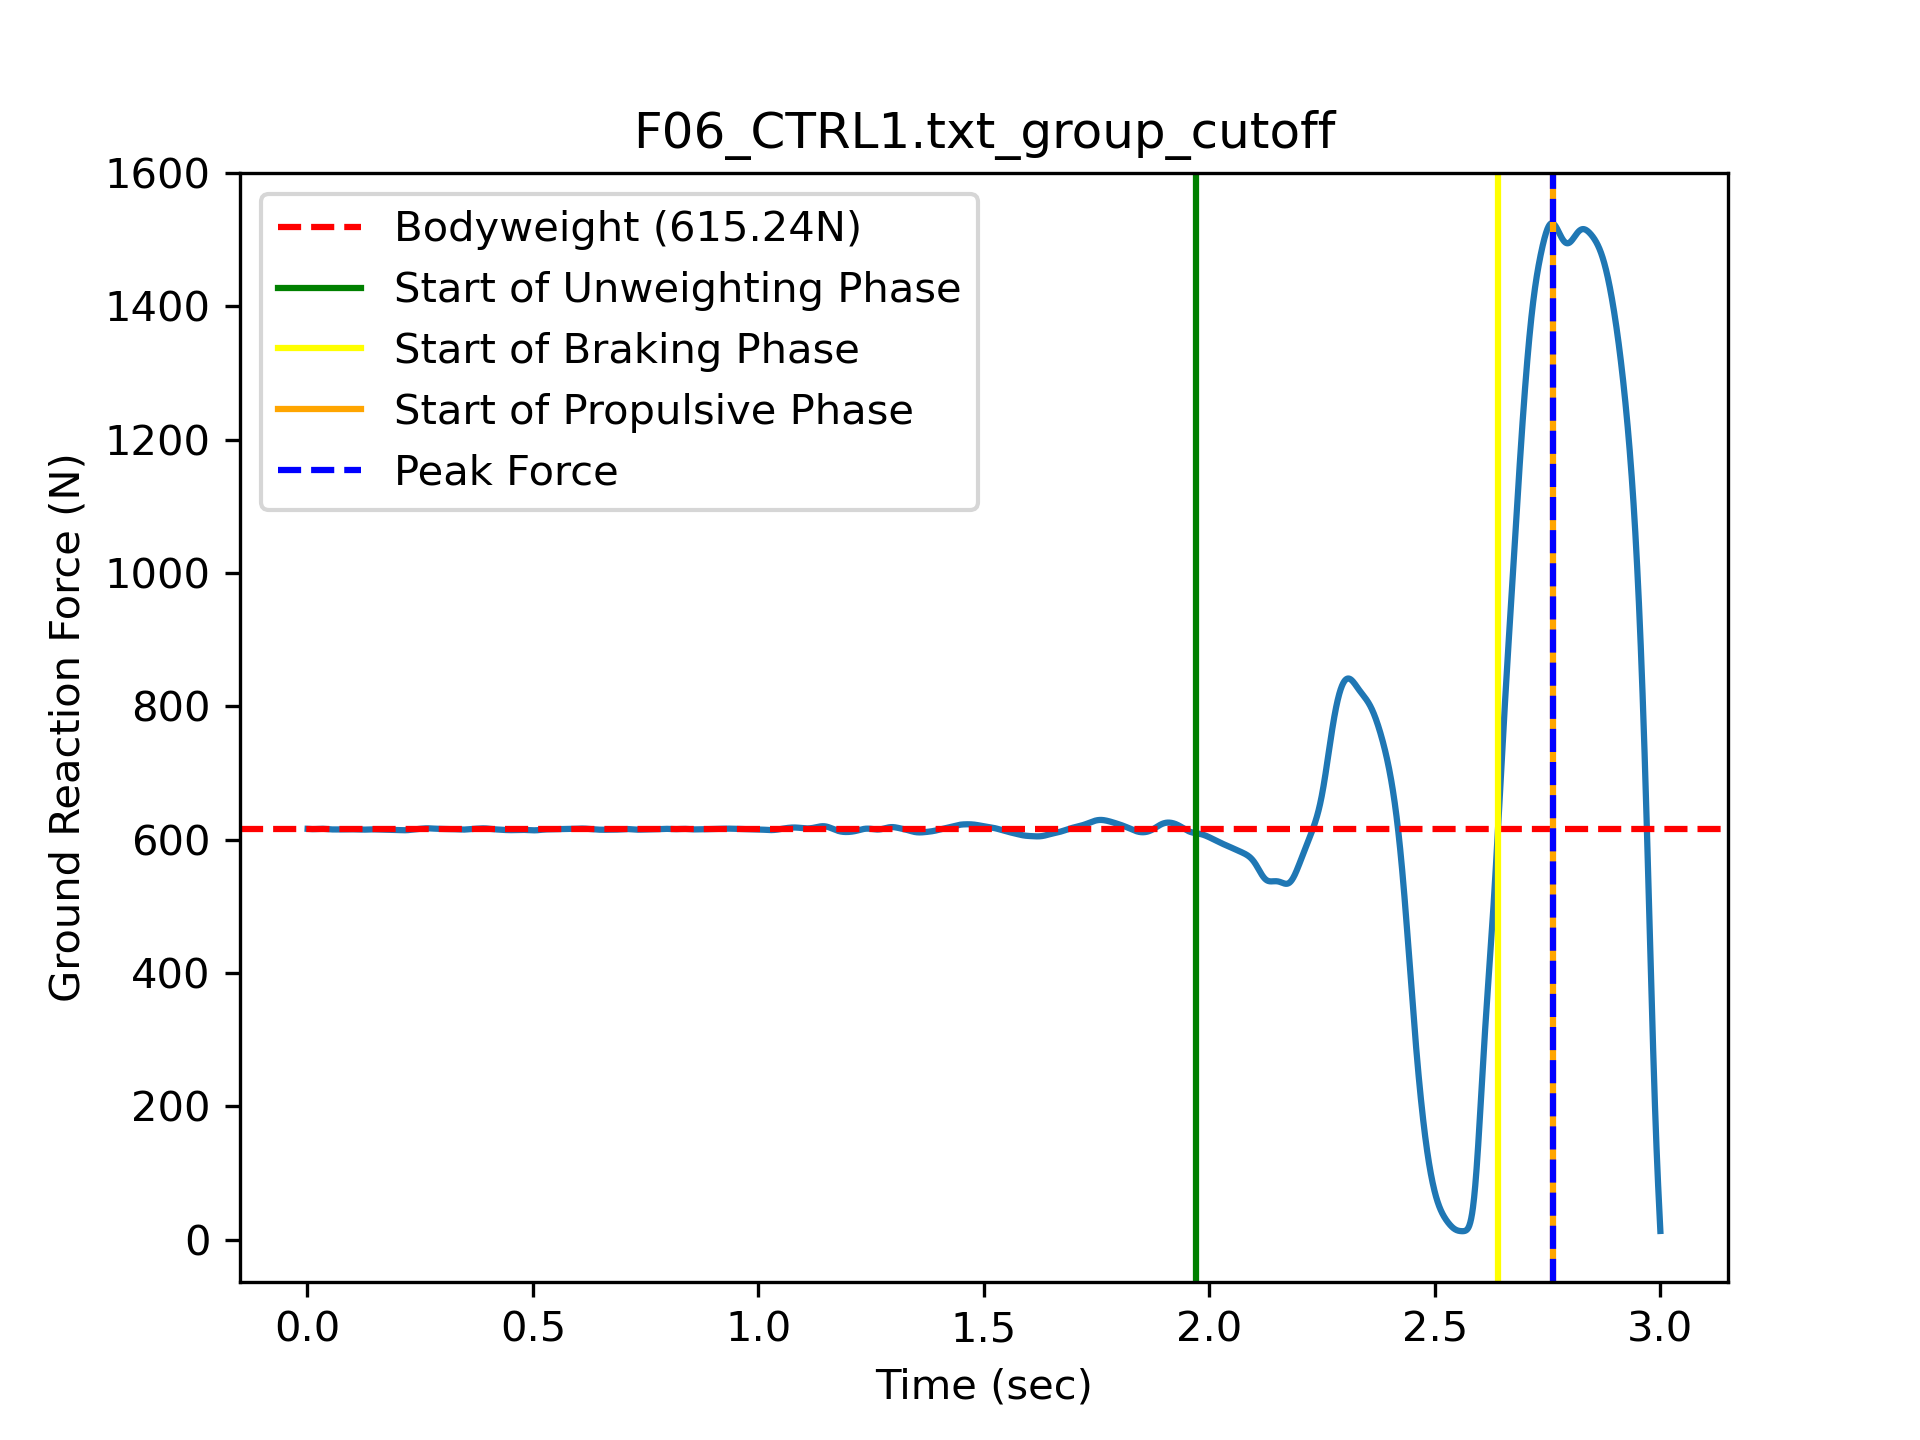 F06_CTRL1.txt_group_cutoff
1600
1400
1200
1000
800
600
400
200
0
Ground Reaction Force (N)
Bodyweight (615.24N)
Start of Unweighting Phase
Start of Braking Phase
Start of Propulsive Phase
Peak Force
0.0 0.5 1.0 1.5 2.0 2.5 3.0
Time (sec)